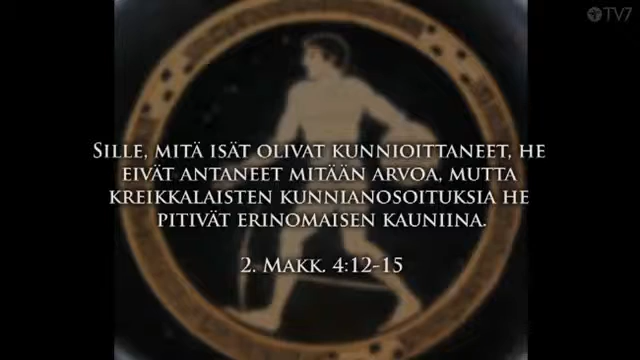 TV7
Sille, mitä isät olivat kunnioittaneet, he
eivät antaneet mitään arvoa, mutta
kreikkalaisten kunnianosoituksia he
pitivät erinomaisen kauniina.
2. Makk. 4:12-15